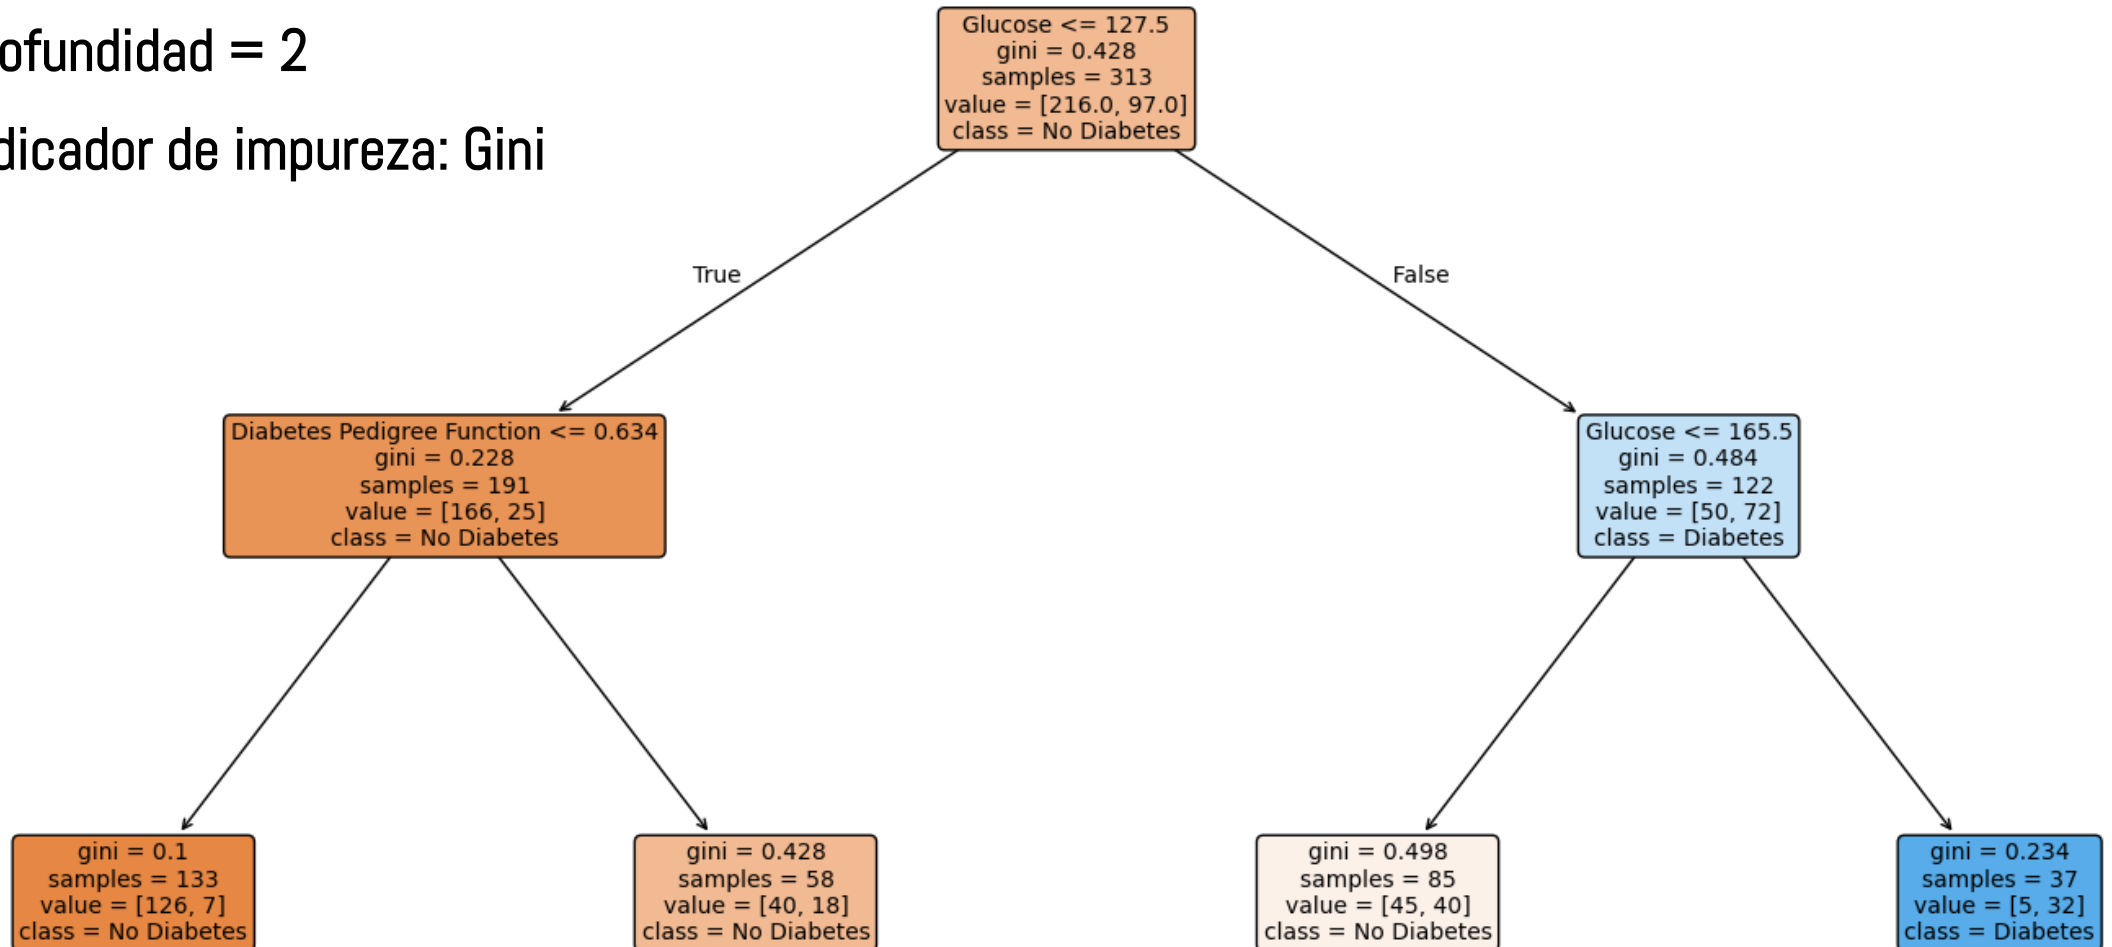 ofundidad = 2
dicador de impureza: Gini
Glucose <= 127.5
gini = 0.428
samples = 313
value = [216.0, 97.0]
class = No Diabetes
True
False
Diabetes Pedigree Function <= 0.634
gini = 0.228
samples = 191
value = [166, 25]
class = No Diabetes
Glucose <= 165.5
gini = 0.484
samples = 122
value = [50, 72]
class = Diabetes
gini = 0.1
samples = 133
value = [126, 7]
class = No Diabetes
gini = 0.428
samples = 58
value = [40, 18]
class = No Diabetes
gini = 0.498
samples = 85
value = [45, 40]
class = No Diabetes
gini = 0.234
samples = 37
value = [5, 32]
class = Diabetes